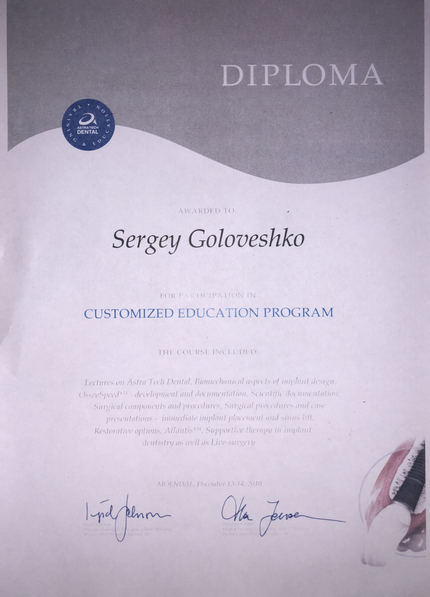 DIPLOMA
ASTRA TECH
DENTAL
TRAINING & EDUCATION
AWARDED TO
Sergey Goloveshko
FOR PARTICIPATION IN
CUSTOMIZED EDUCATION PROGRAM
THE COURSE INCLUDED:
Lectures on Astra Tech Dental, Biomechanical aspects of implant design,
OsseoSpeed™ - development and documentation, Scientific documentation,
Surgical components and procedures, Surgical procedures and case
presentations - immediate implant placement and sinus lift,
Restorative options, Atlantis™, Supportive therapy in implant
dentistry as well as Live-surgery
MÖLNDAL, December 13-14, 2010